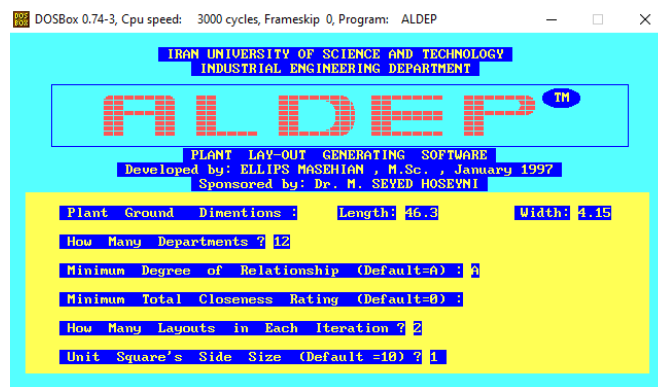 DOSBox 0.74-3, Cpu speed: 3000 cycles, Frameskip 0, Program: ALDEP
IRAN UNIVERSITY OF SCIENCE AND TECHNOLOGY
INDUSTRIAL ENGINEERING DEPARTMENT
ALDEP TM
PLANT LAY-OUT GENERATING SOFTWARE
Developed by: ELLIPS MASEHIAN , M.Sc. , January 1997
Sponsored by: Dr. M. SEYED HOSEYNI
Plant Ground Dimentions : Length: 46.3 Width: 4.15
How Many Departments ? 12
Minimum Degree of Relationship (Default=A) : A
Minimum Total Closeness Rating (Default=0) :
How Many Layouts in Each Iteration ? 2
Unit Square's Side Size (Default =10) ? 1